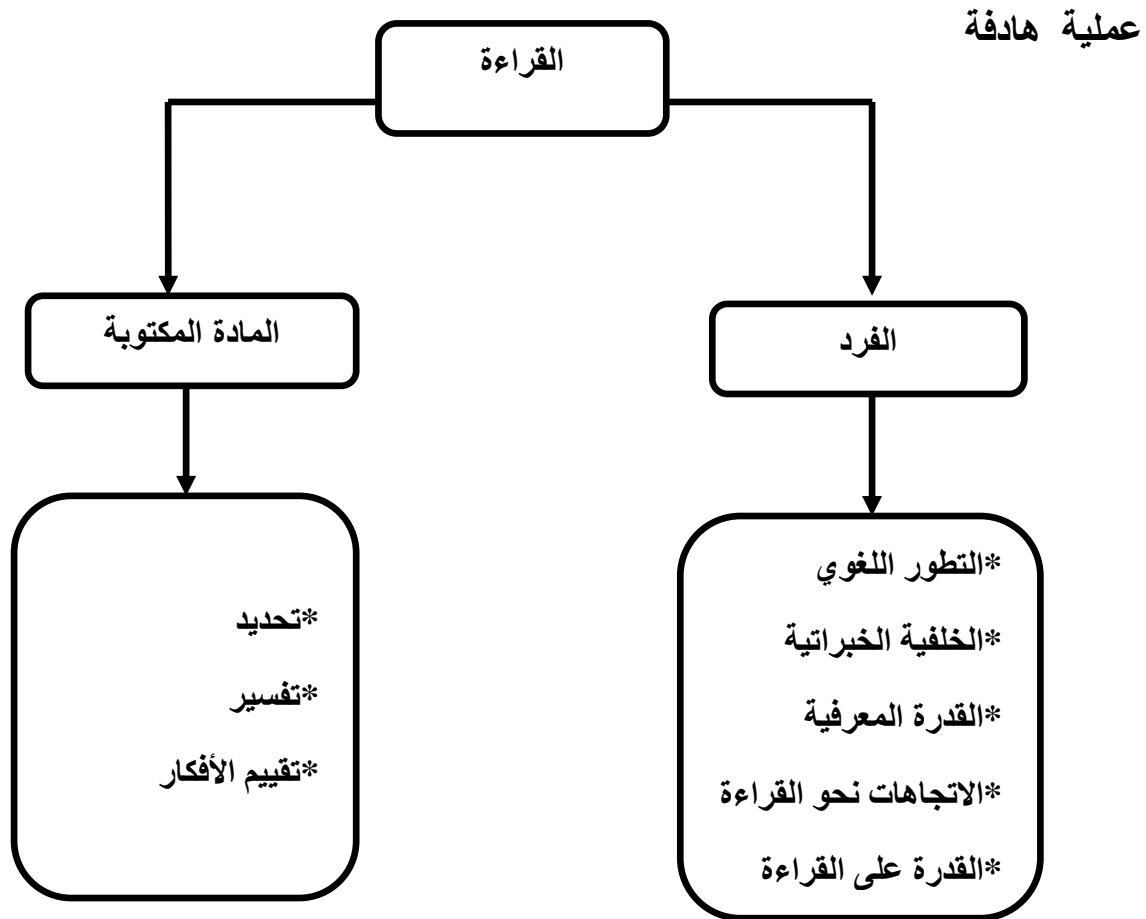 عملية هادفة
القراءة
الفرد
المادة المكتوبة
*التطور اللغوي
*الخلفية الخبراتية
*القدرة المعرفية
*الاتجاهات نحو القراءة
*القدرة على القراءة
*تحديد
*تفسير
*تقييم الأفكار